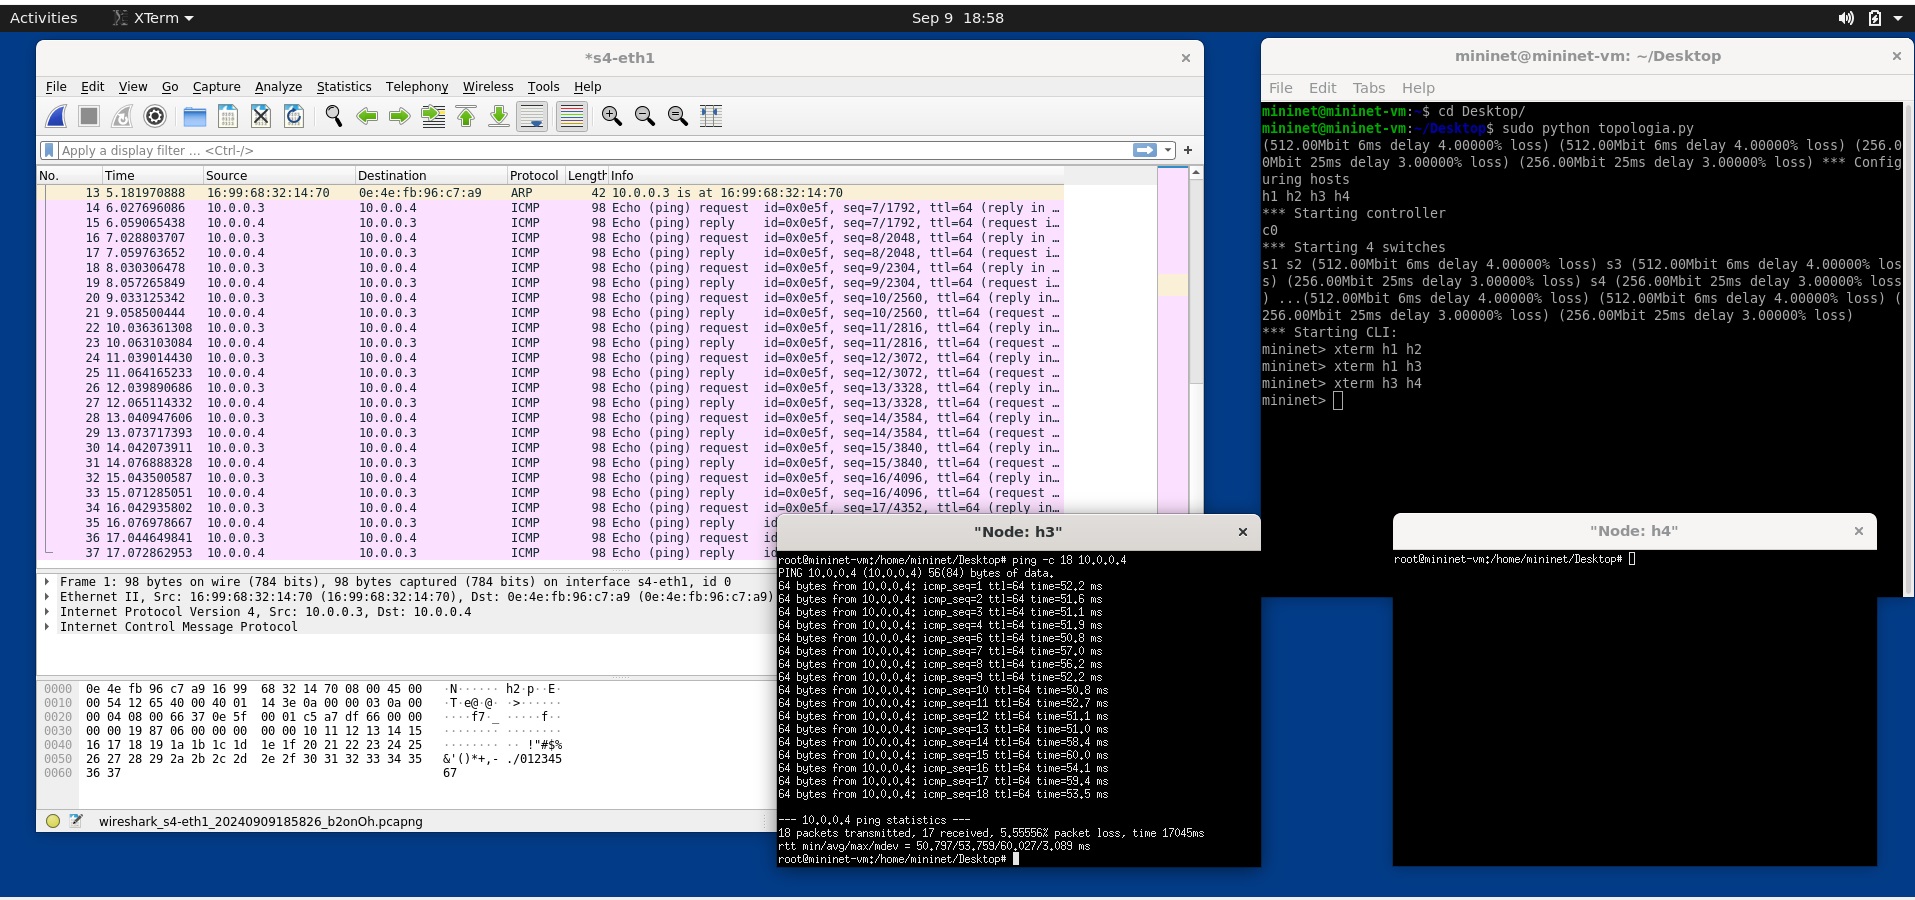 Activities XTerm Sep 9 18:58
*s4-eth1
File Edit View Go Capture Analyze Statistics Telephony Wireless Tools Help
Apply a display filter ... <Ctrl-/>
No. Time Source Destination Protocol Length Info
13 5.181970888 16:99:68:32:14:70 0e:4e:fb:96:c7:a9 ARP 42 10.0.0.3 is at 16:99:68:32:14:70
14 6.027696086 10.0.0.3 10.0.0.4 ICMP 98 Echo (ping) request id=0x0e5f, seq=7/1792, ttl=64 (reply in …
15 6.059065438 10.0.0.4 10.0.0.3 ICMP 98 Echo (ping) reply id=0x0e5f, seq=7/1792, ttl=64 (request i…
16 7.028803707 10.0.0.3 10.0.0.4 ICMP 98 Echo (ping) request id=0x0e5f, seq=8/2048, ttl=64 (reply in …
17 7.059763652 10.0.0.4 10.0.0.3 ICMP 98 Echo (ping) reply id=0x0e5f, seq=8/2048, ttl=64 (request i…
18 8.030306478 10.0.0.3 10.0.0.4 ICMP 98 Echo (ping) request id=0x0e5f, seq=9/2304, ttl=64 (reply in …
19 8.057265849 10.0.0.4 10.0.0.3 ICMP 98 Echo (ping) reply id=0x0e5f, seq=9/2304, ttl=64 (request i…
20 9.033125342 10.0.0.3 10.0.0.4 ICMP 98 Echo (ping) request id=0x0e5f, seq=10/2560, ttl=64 (reply in…
21 9.058500444 10.0.0.4 10.0.0.3 ICMP 98 Echo (ping) reply id=0x0e5f, seq=10/2560, ttl=64 (request …
22 10.036361308 10.0.0.3 10.0.0.4 ICMP 98 Echo (ping) request id=0x0e5f, seq=11/2816, ttl=64 (reply in…
23 10.063103084 10.0.0.4 10.0.0.3 ICMP 98 Echo (ping) reply id=0x0e5f, seq=11/2816, ttl=64 (request …
24 11.039014430 10.0.0.3 10.0.0.4 ICMP 98 Echo (ping) request id=0x0e5f, seq=12/3072, ttl=64 (reply in…
25 11.064165233 10.0.0.4 10.0.0.3 ICMP 98 Echo (ping) reply id=0x0e5f, seq=12/3072, ttl=64 (request …
26 12.039890686 10.0.0.3 10.0.0.4 ICMP 98 Echo (ping) request id=0x0e5f, seq=13/3328, ttl=64 (reply in…
27 12.065114332 10.0.0.4 10.0.0.3 ICMP 98 Echo (ping) reply id=0x0e5f, seq=13/3328, ttl=64 (request …
28 13.040947606 10.0.0.3 10.0.0.4 ICMP 98 Echo (ping) request id=0x0e5f, seq=14/3584, ttl=64 (reply in…
29 13.073717393 10.0.0.4 10.0.0.3 ICMP 98 Echo (ping) reply id=0x0e5f, seq=14/3584, ttl=64 (request …
30 14.042073911 10.0.0.3 10.0.0.4 ICMP 98 Echo (ping) request id=0x0e5f, seq=15/3840, ttl=64 (reply in…
31 14.076888328 10.0.0.4 10.0.0.3 ICMP 98 Echo (ping) reply id=0x0e5f, seq=15/3840, ttl=64 (request …
32 15.043500587 10.0.0.3 10.0.0.4 ICMP 98 Echo (ping) request id=0x0e5f, seq=16/4096, ttl=64 (reply in…
33 15.071285051 10.0.0.4 10.0.0.3 ICMP 98 Echo (ping) reply id=0x0e5f, seq=16/4096, ttl=64 (request …
34 16.042935802 10.0.0.3 10.0.0.4 ICMP 98 Echo (ping) request id=0x0e5f, seq=17/4352, ttl=64 (reply in…
35 16.076978667 10.0.0.4 10.0.0.3 ICMP 98 Echo (ping) reply id
36 17.044649841 10.0.0.3 10.0.0.4 ICMP 98 Echo (ping) request id
37 17.072862953 10.0.0.4 10.0.0.3 ICMP 98 Echo (ping) reply id
Frame 1: 98 bytes on wire (784 bits), 98 bytes captured (784 bits) on interface s4-eth1, id 0
Ethernet II, Src: 16:99:68:32:14:70 (16:99:68:32:14:70), Dst: 0e:4e:fb:96:c7:a9 (0e:4e:fb:96:c7:a9)
Internet Protocol Version 4, Src: 10.0.0.3, Dst: 10.0.0.4
Internet Control Message Protocol
0000 0e 4e fb 96 c7 a9 16 99 68 32 14 70 08 00 45 00 ·N······ h2·p··E·
0010 00 54 12 65 40 00 40 01 14 3e 0a 00 00 03 0a 00 ·T·e@·@· ·>······
0020 00 04 08 00 66 37 0e 5f 00 01 c5 a7 df 66 00 00 ····f7·_ ·····f··
0030 00 00 19 87 06 00 00 00 00 00 10 11 12 13 14 15 ········ ········
0040 16 17 18 19 1a 1b 1c 1d 1e 1f 20 21 22 23 24 25 ········ ·· !"#$%
0050 26 27 28 29 2a 2b 2c 2d 2e 2f 30 31 32 33 34 35 &'()*+,- ./012345
0060 36 37 67
wireshark_s4-eth1_20240909185826_b2onOh.pcapng
mininet@mininet-vm: ~/Desktop
File Edit Tabs Help
mininet@mininet-vm:~$ cd Desktop/
mininet@mininet-vm:~/Desktop$ sudo python topologia.py
(512.00Mbit 6ms delay 4.00000% loss) (512.00Mbit 6ms delay 4.00000% loss) (256.0
0Mbit 25ms delay 3.00000% loss) (256.00Mbit 25ms delay 3.00000% loss) *** Config
uring hosts
h1 h2 h3 h4
*** Starting controller
c0
*** Starting 4 switches
s1 s2 (512.00Mbit 6ms delay 4.00000% loss) s3 (512.00Mbit 6ms delay 4.00000% los
s) (256.00Mbit 25ms delay 3.00000% loss) s4 (256.00Mbit 25ms delay 3.00000% loss
) ...(512.00Mbit 6ms delay 4.00000% loss) (512.00Mbit 6ms delay 4.00000% loss) (
256.00Mbit 25ms delay 3.00000% loss) (256.00Mbit 25ms delay 3.00000% loss)
*** Starting CLI:
mininet> xterm h1 h2
mininet> xterm h1 h3
mininet> xterm h3 h4
mininet>
"Node: h3"
root@mininet-vm:/home/mininet/Desktop# ping -c 18 10.0.0.4
PING 10.0.0.4 (10.0.0.4) 56(84) bytes of data.
64 bytes from 10.0.0.4: icmp_seq=1 ttl=64 time=52.2 ms
64 bytes from 10.0.0.4: icmp_seq=2 ttl=64 time=51.6 ms
64 bytes from 10.0.0.4: icmp_seq=3 ttl=64 time=51.1 ms
64 bytes from 10.0.0.4: icmp_seq=4 ttl=64 time=51.9 ms
64 bytes from 10.0.0.4: icmp_seq=6 ttl=64 time=50.8 ms
64 bytes from 10.0.0.4: icmp_seq=7 ttl=64 time=57.0 ms
64 bytes from 10.0.0.4: icmp_seq=8 ttl=64 time=56.2 ms
64 bytes from 10.0.0.4: icmp_seq=9 ttl=64 time=52.2 ms
64 bytes from 10.0.0.4: icmp_seq=10 ttl=64 time=50.8 ms
64 bytes from 10.0.0.4: icmp_seq=11 ttl=64 time=52.7 ms
64 bytes from 10.0.0.4: icmp_seq=12 ttl=64 time=51.1 ms
64 bytes from 10.0.0.4: icmp_seq=13 ttl=64 time=51.0 ms
64 bytes from 10.0.0.4: icmp_seq=14 ttl=64 time=58.4 ms
64 bytes from 10.0.0.4: icmp_seq=15 ttl=64 time=60.0 ms
64 bytes from 10.0.0.4: icmp_seq=16 ttl=64 time=54.1 ms
64 bytes from 10.0.0.4: icmp_seq=17 ttl=64 time=59.4 ms
64 bytes from 10.0.0.4: icmp_seq=18 ttl=64 time=53.5 ms
--- 10.0.0.4 ping statistics ---
18 packets transmitted, 17 received, 5.55556% packet loss, time 17045ms
rtt min/avg/max/mdev = 50.797/53.759/60.027/3.089 ms
root@mininet-vm:/home/mininet/Desktop#
"Node: h4"
root@mininet-vm:/home/mininet/Desktop#